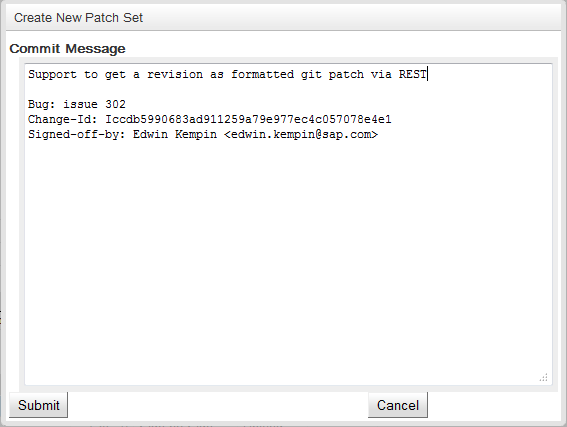 Create New Patch Set
Commit Message
Support to get a revision as formatted git patch via REST
Bug: issue 302
Change-Id: Iccdb5990683ad911259a79e977ec4c057078e4e1
Signed-off-by: Edwin Kempin <edwin.kempin@sap.com>
Submit
Cancel